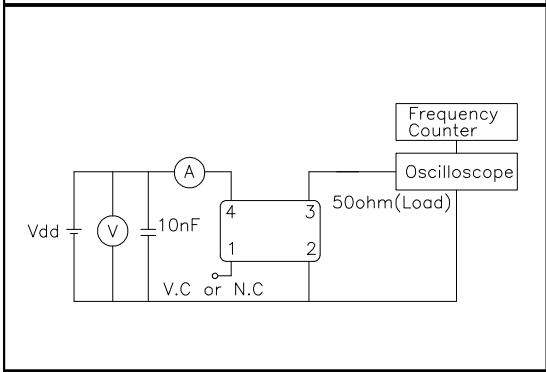 Frequency
Counter
Oscilloscope
A
50ohm(Load)
4
3
Vdd
V
10nF
1
2
V.C or N.C